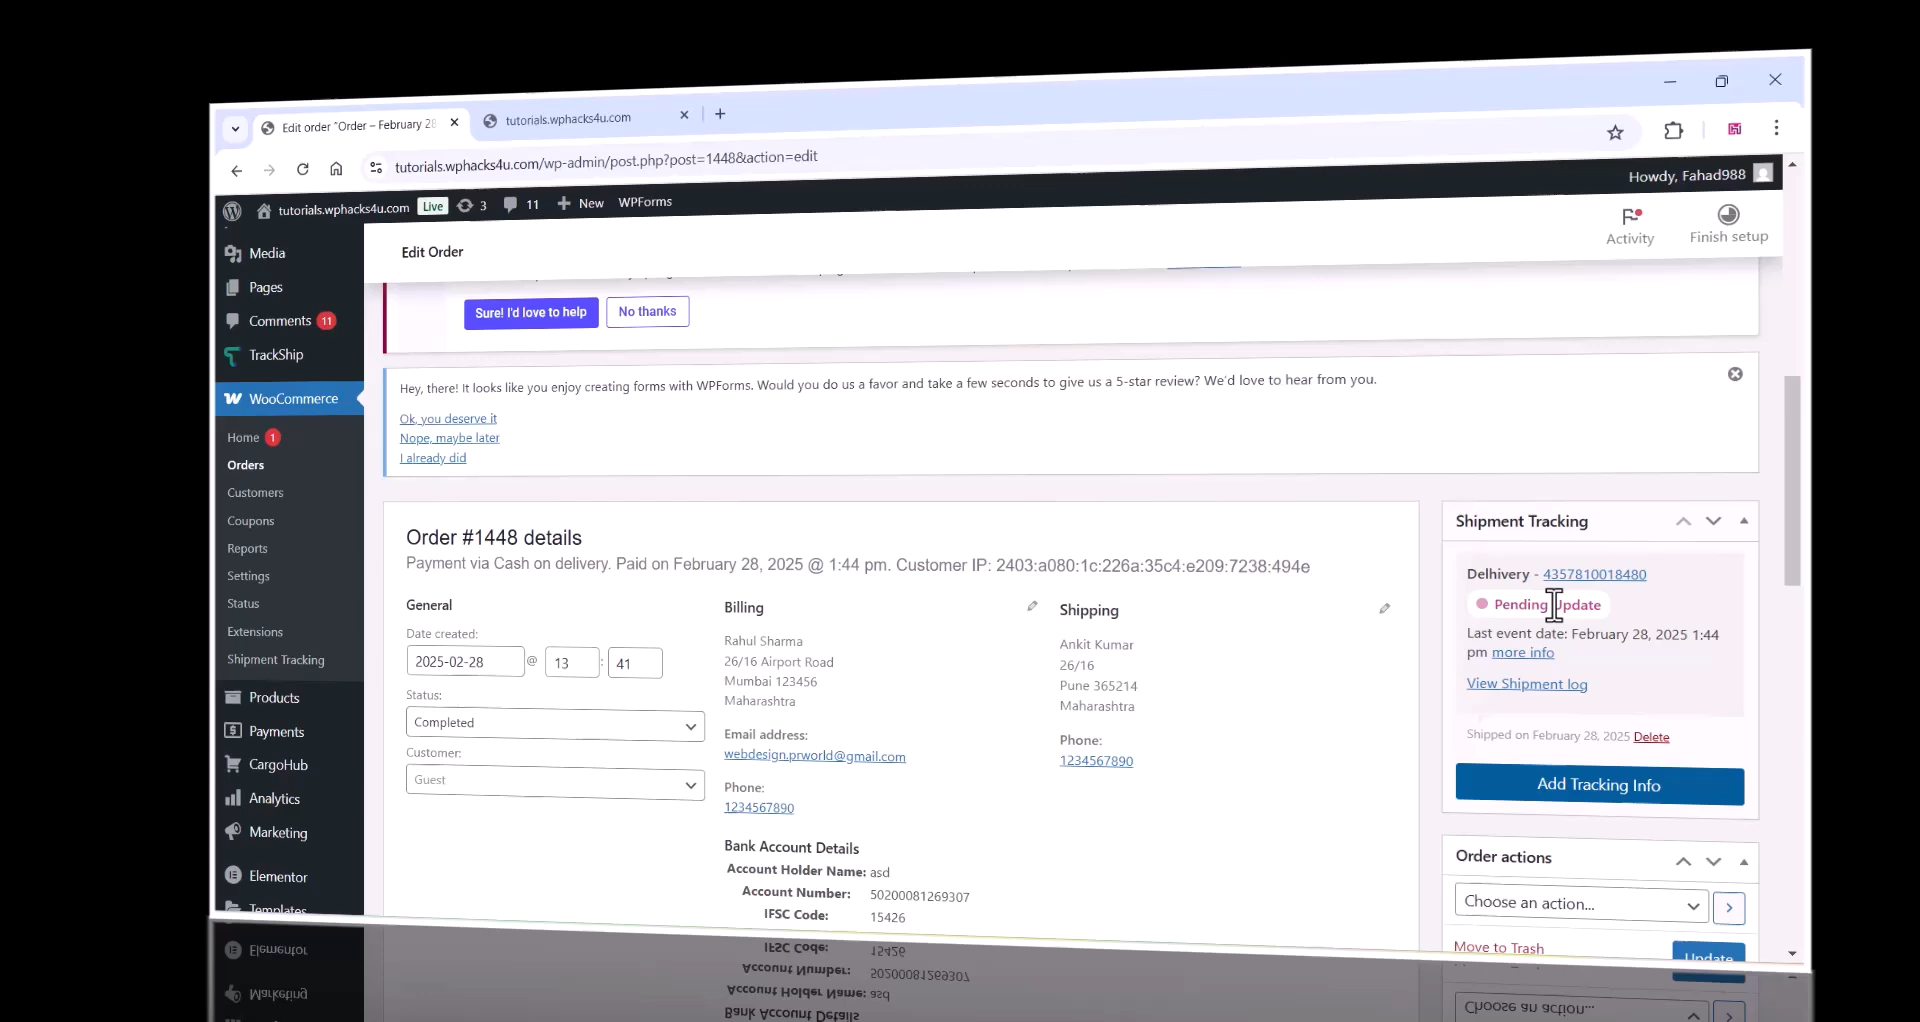 Edit order "Order – February 28
tutorials.wphacks4u.com
tutorials.wphacks4u.com/wp-admin/post.php?post=1448&action=edit
tutorials.wphacks4u.com Live 3 11 New WPForms
Howdy, Fahad988
Media
Pages
Comments 11
TrackShip
WooCommerce
Home 1
Orders
Customers
Coupons
Reports
Settings
Status
Extensions
Shipment Tracking
Products
Payments
CargoHub
Analytics
Marketing
Elementor
Templates
Edit Order
Activity
Finish setup
Sure! I'd love to help
No thanks
Hey, there! It looks like you enjoy creating forms with WPForms. Would you do us a favor and take a few seconds to give us a 5-star review? We'd love to hear from you.
Ok, you deserve it
Nope, maybe later
I already did
Order #1448 details
Payment via Cash on delivery. Paid on February 28, 2025 @ 1:44 pm. Customer IP: 2403:a080:1c:226a:35c4:e209:7238:494e
General
Date created:
2025-02-28 @ 13 : 41
Status:
Completed
Customer:
Guest
Billing
Rahul Sharma
26/16 Airport Road
Mumbai 123456
Maharashtra
Email address:
webdesign.prworld@gmail.com
Phone:
1234567890
Bank Account Details
Account Holder Name: asd
Account Number: 50200081269307
IFSC Code: 15426
Shipping
Ankit Kumar
26/16
Pune 365214
Maharashtra
Phone:
1234567890
Shipment Tracking
Delhivery - 4357810018480
Pending Update
Last event date: February 28, 2025 1:44
pm more info
View Shipment log
Shipped on February 28, 2025 Delete
Add Tracking Info
Order actions
Choose an action...
Move to Trash
Update